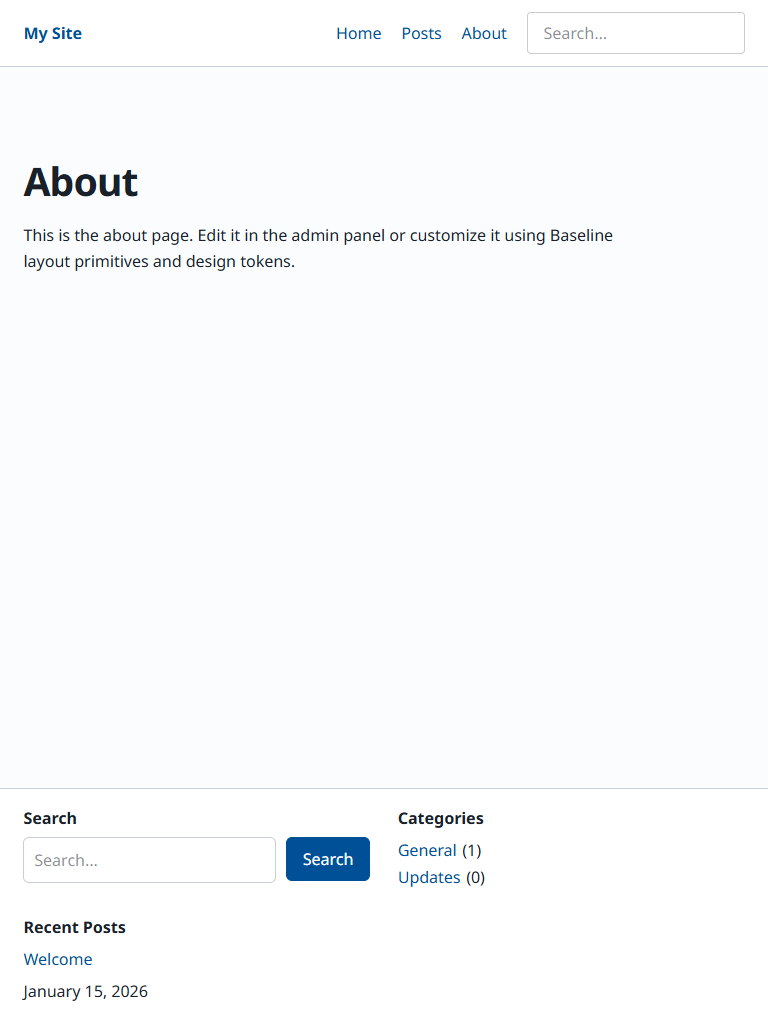 My Site
Home Posts About Search...
About
This is the about page. Edit it in the admin panel or customize it using Baseline
layout primitives and design tokens.
Search
Search... Search
Categories
General (1)
Updates (0)
Recent Posts
Welcome
January 15, 2026